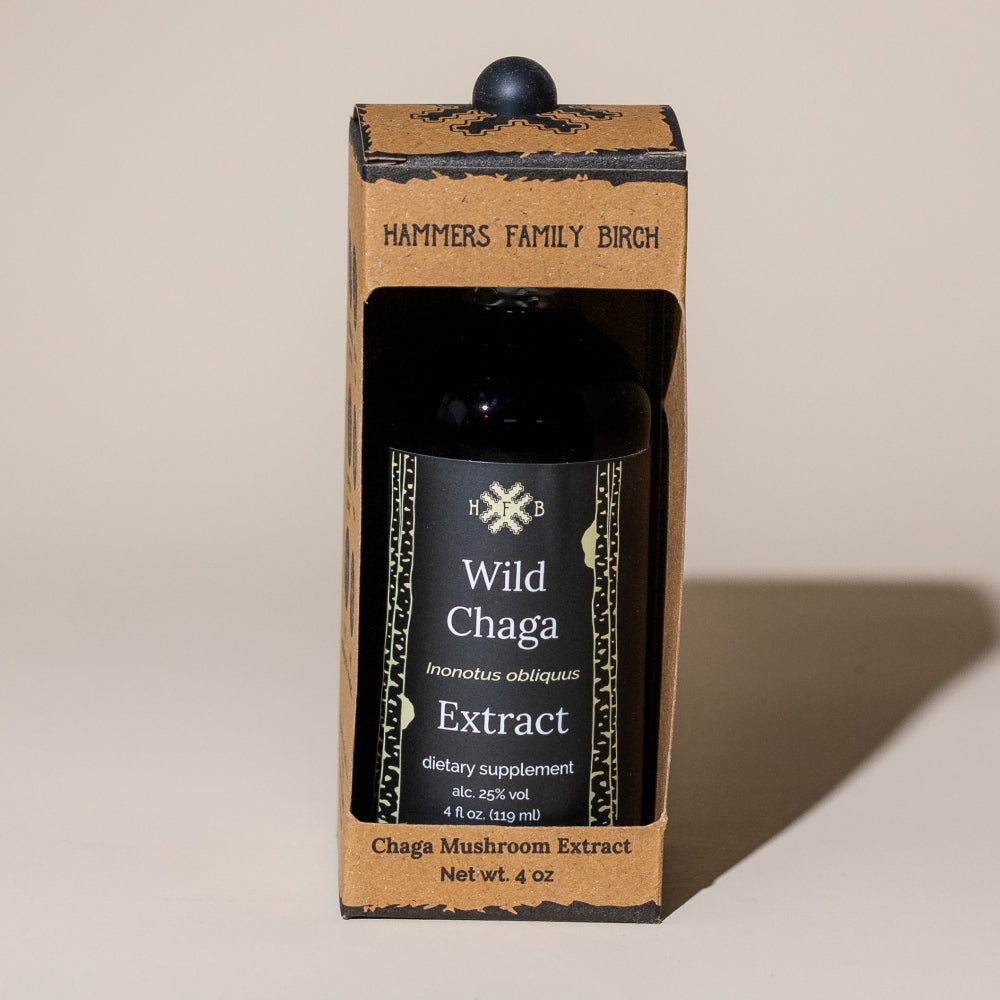 HAMMERS FAMILY BIRCH
H F B
Wild
Chaga
Inonotus obliquus
Extract
dietary supplement
alc. 25% vol
4 fl oz. (119 ml)
Chaga Mushroom Extract
Net wt. 4 oz